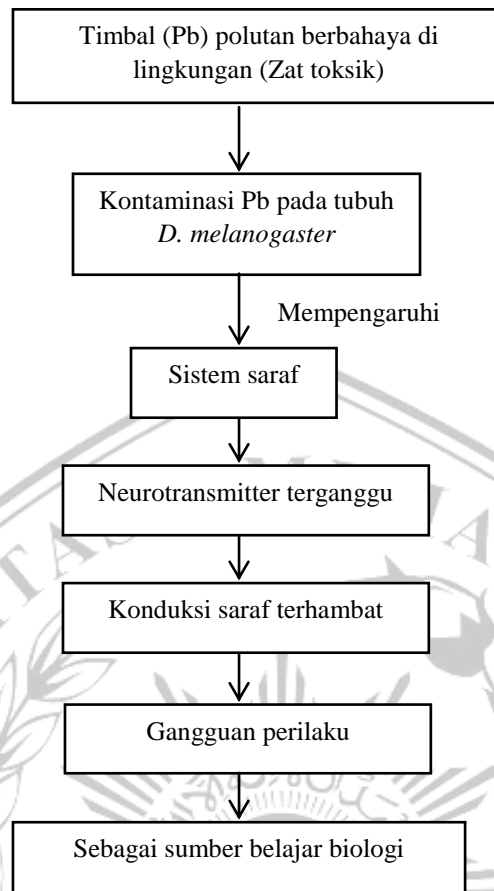 Timbal (Pb) polutan berbahaya di
lingkungan (Zat toksik)
Kontaminasi Pb pada tubuh
D. melanogaster
Mempengaruhi
Sistem saraf
Neurotransmitter terganggu
Konduksi saraf terhambat
Gangguan perilaku
Sebagai sumber belajar biologi